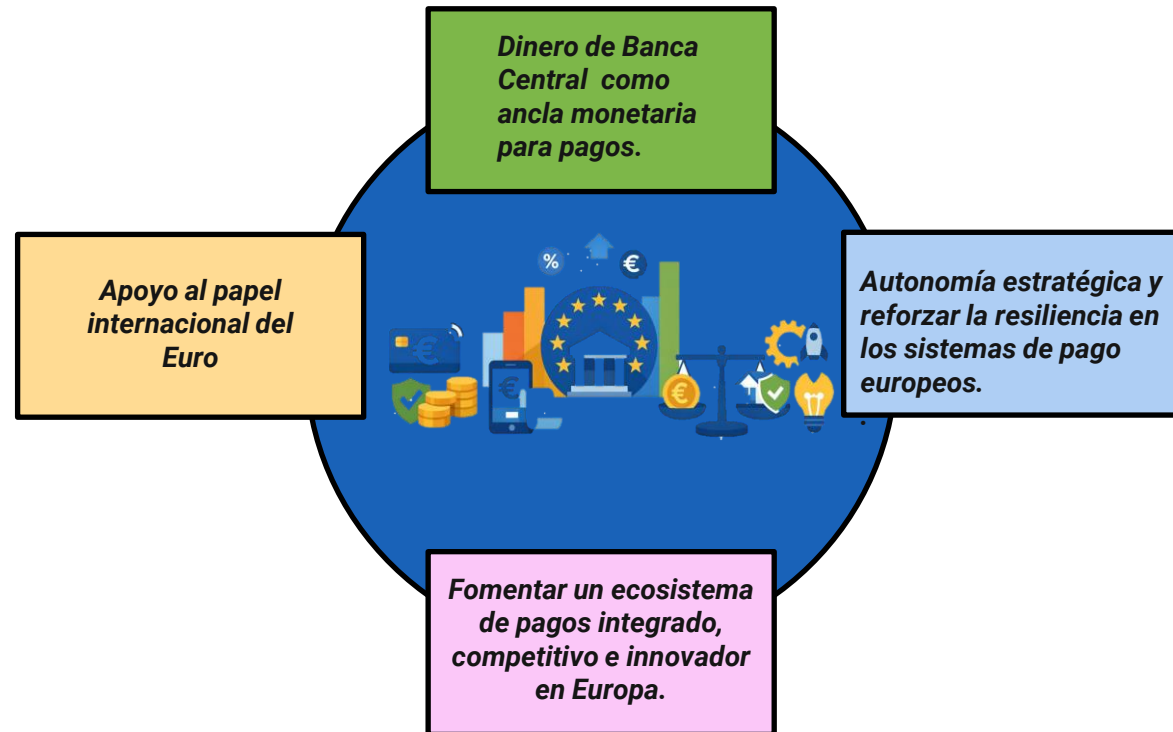 Dinero de Banca
Central como
ancla monetaria
para pagos.
Apoyo al papel
internacional del
Euro
%
€
€
€
€
Autonomía estratégica y
reforzar la resiliencia en
los sistemas de pago
europeos.
.
Fomentar un ecosistema
de pagos integrado,
competitivo e innovador
en Europa.